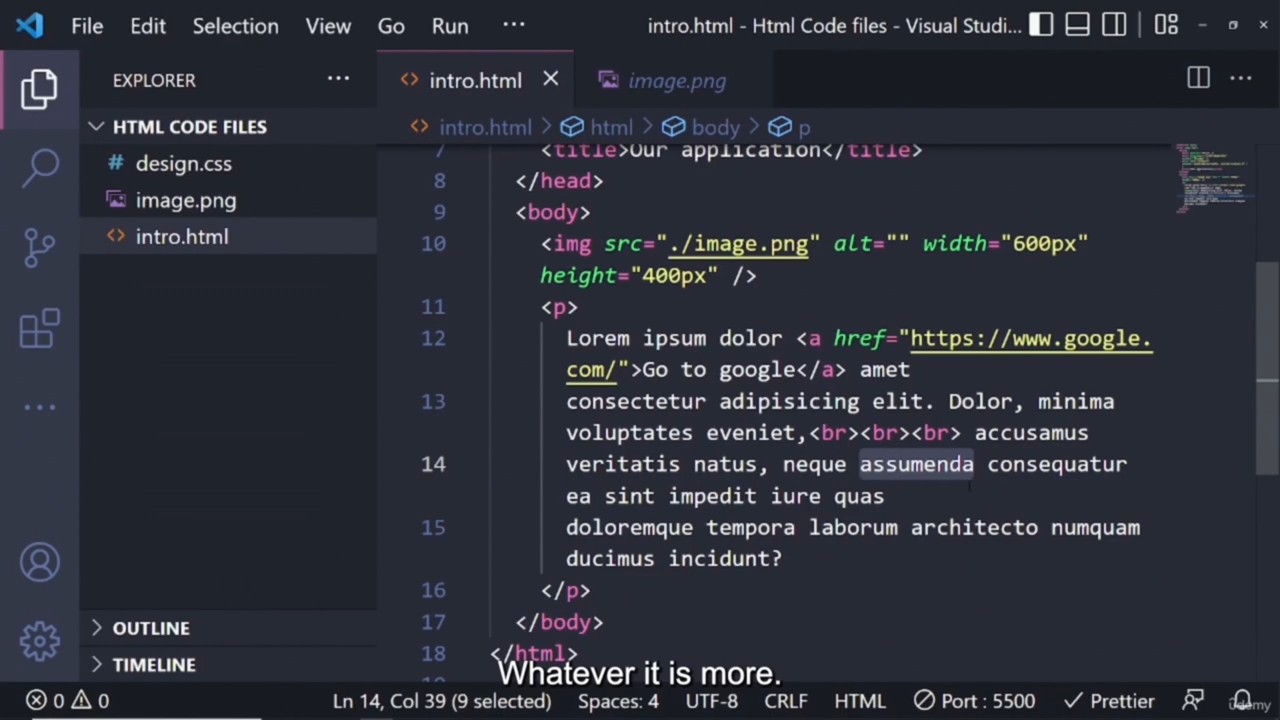 File Edit Selection View Go Run ··· intro.html - Html Code files - Visual Studi...
EXPLORER ···
intro.html
image.png
···
HTML CODE FILES
intro.html > html > body > p
# design.css
image.png
<> intro.html
7 <title>Our application</title>
8 </head>
9 <body>
10 <img src="./image.png" alt="" width="600px"
height="400px" />
11 <p>
12 Lorem ipsum dolor <a href="https://www.google.
com/">Go to google</a> amet
13 consectetur adipisicing elit. Dolor, minima
voluptates eveniet,<br><br><br> accusamus
14 veritatis natus, neque assumenda consequatur
ea sint impedit iure quas
15 doloremque tempora laborum architecto numquam
ducimus incidunt?
16 </p>
17 </body>
18 </html>
OUTLINE
TIMELINE
Whatever it is more.
0 0 Ln 14, Col 39 (9 selected) Spaces: 4 UTF-8 CRLF HTML Port : 5500 Prettier
udemy